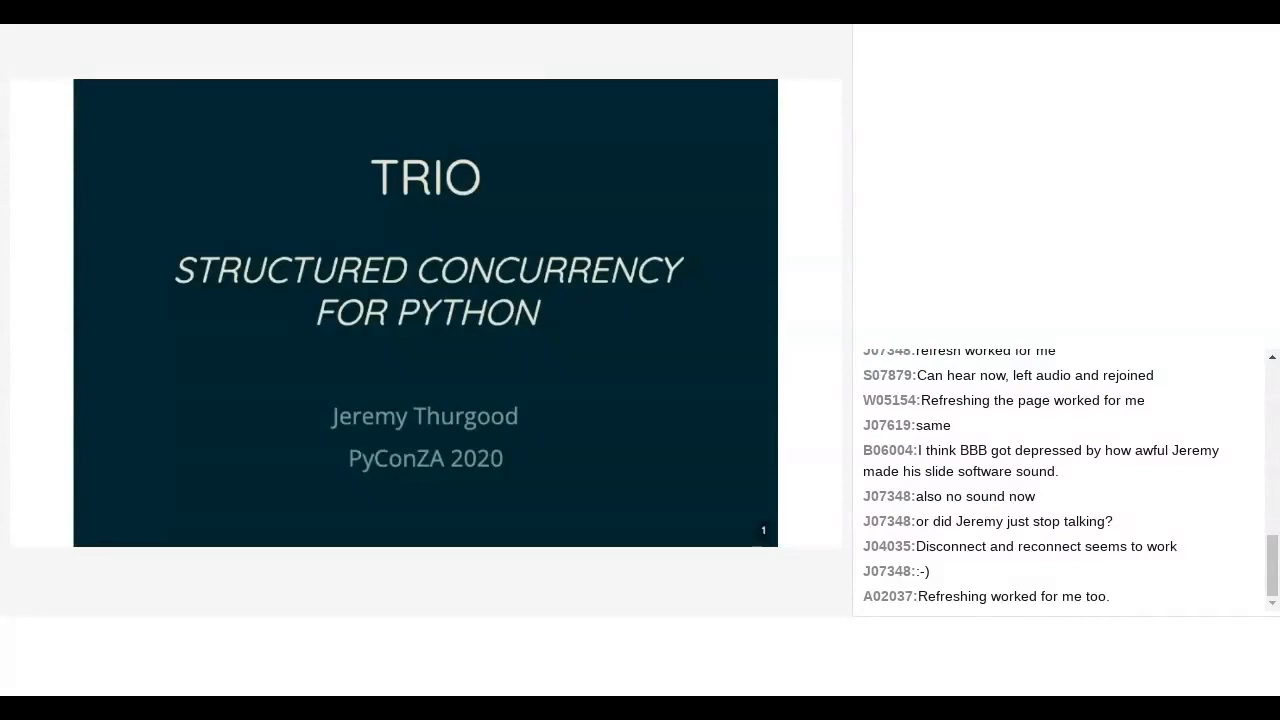 TRIO
STRUCTURED CONCURRENCY
FOR PYTHON
Jeremy Thurgood
PyConZA 2020
1
J07348:refresh worked for me
S07879:Can hear now, left audio and rejoined
W05154:Refreshing the page worked for me
J07619:same
B06004:I think BBB got depressed by how awful Jeremy
made his slide software sound.
J07348:also no sound now
J07348:or did Jeremy just stop talking?
J04035:Disconnect and reconnect seems to work
J07348::-)
A02037:Refreshing worked for me too.